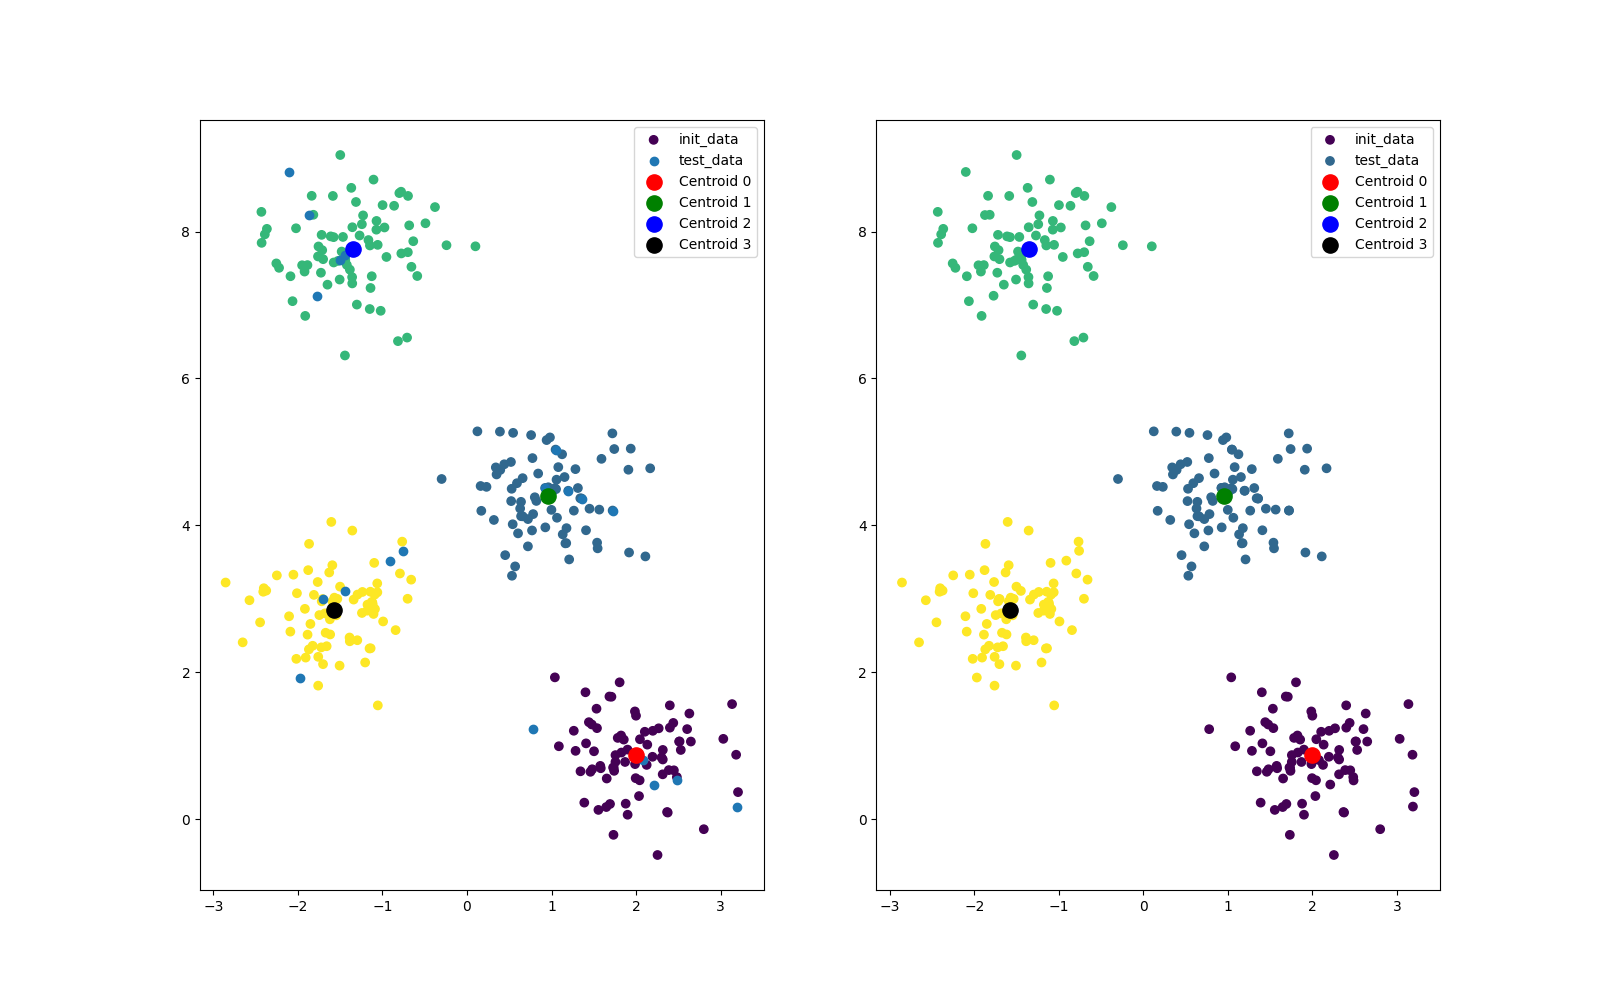 init_data
test_data
Centroid 0
Centroid 1
Centroid 2
Centroid 3
8
6
4
2
0
−3 −2 −1 0 1 2 3
init_data
test_data
Centroid 0
Centroid 1
Centroid 2
Centroid 3
8
6
4
2
0
−3 −2 −1 0 1 2 3